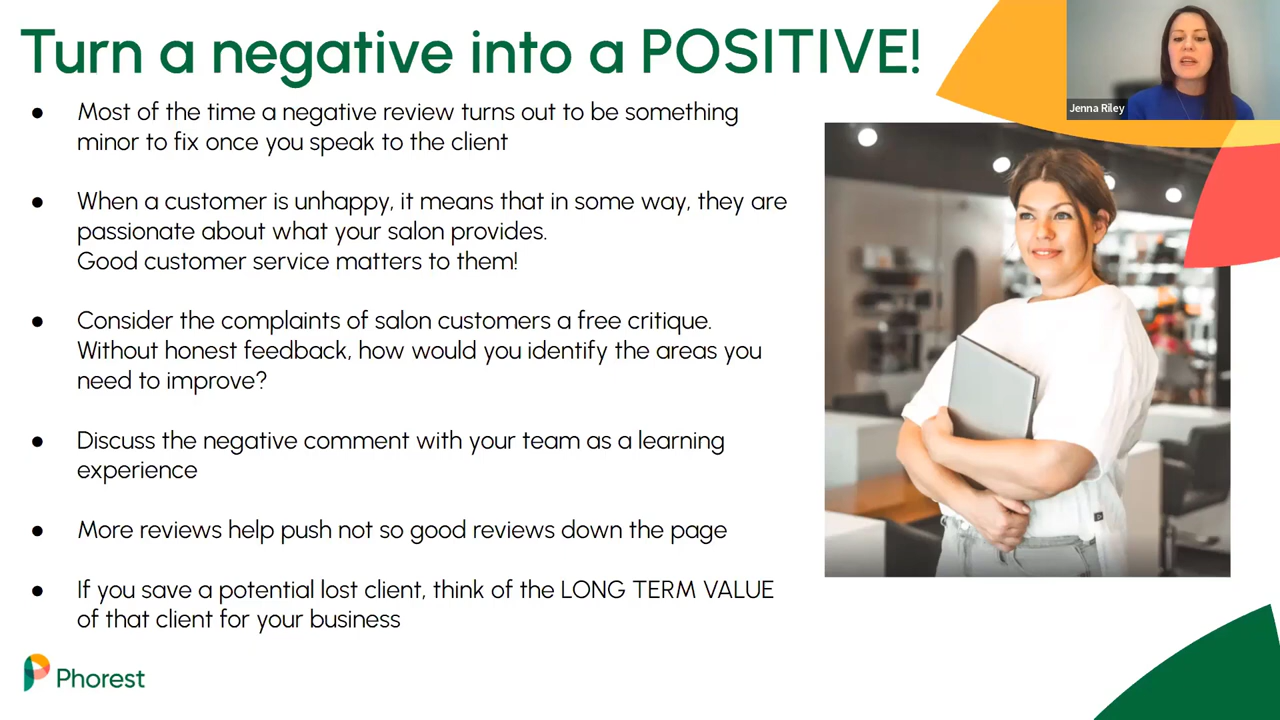 Turn a negative into a POSITIVE!
Jenna Riley
● Most of the time a negative review turns out to be something
minor to fix once you speak to the client
● When a customer is unhappy, it means that in some way, they are
passionate about what your salon provides.
Good customer service matters to them!
● Consider the complaints of salon customers a free critique.
Without honest feedback, how would you identify the areas you
need to improve?
● Discuss the negative comment with your team as a learning
experience
● More reviews help push not so good reviews down the page
● If you save a potential lost client, think of the LONG TERM VALUE
of that client for your business
Phorest